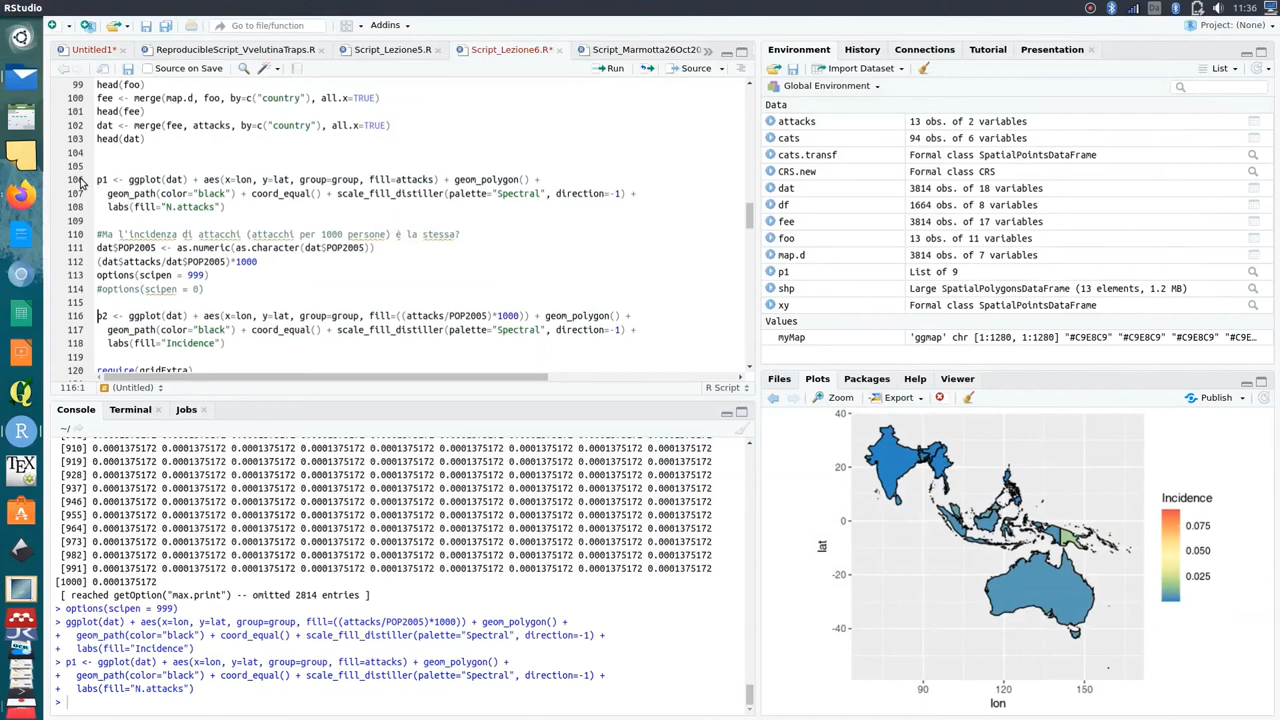 RStudio
11:36
Go to file/function
Addins
Project: (None)
Untitled1*
ReproducibleScript_VvelutinaTraps.R
Script_Lezione5.R
Script_Lezione6.R*
Script_Marmotta26Oct20
Source on Save
Run
Source
99 head(foo)
100 fee <- merge(map.d, foo, by=c("country"), all.x=TRUE)
101 head(fee)
102 dat <- merge(fee, attacks, by=c("country"), all.x=TRUE)
103 head(dat)
104
105
106 p1 <- ggplot(dat) + aes(x=lon, y=lat, group=group, fill=attacks) + geom_polygon() +
107 geom_path(color="black") + coord_equal() + scale_fill_distiller(palette="Spectral", direction=-1) +
108 labs(fill="N.attacks")
109
110 #Ma l'incidenza di attacchi (attacchi per 1000 persone) è la stessa?
111 dat$POP2005 <- as.numeric(as.character(dat$POP2005))
112 (dat$attacks/dat$POP2005)*1000
113 options(scipen = 999)
114 #options(scipen = 0)
115
116 p2 <- ggplot(dat) + aes(x=lon, y=lat, group=group, fill=((attacks/POP2005)*1000)) + geom_polygon() +
117 geom_path(color="black") + coord_equal() + scale_fill_distiller(palette="Spectral", direction=-1) +
118 labs(fill="Incidence")
119
120 require(gridExtra)
116:1
(Untitled)
R Script
Console
Terminal
Jobs
~/
[910] 0.0001375172 0.0001375172 0.0001375172 0.0001375172 0.0001375172 0.0001375172 0.0001375172 0.0001375172 0.0001375172
[919] 0.0001375172 0.0001375172 0.0001375172 0.0001375172 0.0001375172 0.0001375172 0.0001375172 0.0001375172 0.0001375172
[928] 0.0001375172 0.0001375172 0.0001375172 0.0001375172 0.0001375172 0.0001375172 0.0001375172 0.0001375172 0.0001375172
[937] 0.0001375172 0.0001375172 0.0001375172 0.0001375172 0.0001375172 0.0001375172 0.0001375172 0.0001375172 0.0001375172
[946] 0.0001375172 0.0001375172 0.0001375172 0.0001375172 0.0001375172 0.0001375172 0.0001375172 0.0001375172 0.0001375172
[955] 0.0001375172 0.0001375172 0.0001375172 0.0001375172 0.0001375172 0.0001375172 0.0001375172 0.0001375172 0.0001375172
[964] 0.0001375172 0.0001375172 0.0001375172 0.0001375172 0.0001375172 0.0001375172 0.0001375172 0.0001375172 0.0001375172
[973] 0.0001375172 0.0001375172 0.0001375172 0.0001375172 0.0001375172 0.0001375172 0.0001375172 0.0001375172 0.0001375172
[982] 0.0001375172 0.0001375172 0.0001375172 0.0001375172 0.0001375172 0.0001375172 0.0001375172 0.0001375172 0.0001375172
[991] 0.0001375172 0.0001375172 0.0001375172 0.0001375172 0.0001375172 0.0001375172 0.0001375172 0.0001375172 0.0001375172
[1000] 0.0001375172
[ reached getOption("max.print") -- omitted 2814 entries ]
> options(scipen = 999)
> ggplot(dat) + aes(x=lon, y=lat, group=group, fill=((attacks/POP2005)*1000)) + geom_polygon() +
+ geom_path(color="black") + coord_equal() + scale_fill_distiller(palette="Spectral", direction=-1) +
+ labs(fill="Incidence")
> p1 <- ggplot(dat) + aes(x=lon, y=lat, group=group, fill=attacks) + geom_polygon() +
+ geom_path(color="black") + coord_equal() + scale_fill_distiller(palette="Spectral", direction=-1) +
+ labs(fill="N.attacks")
>
Environment
History
Connections
Tutorial
Presentation
Import Dataset
List
Global Environment
Data
attacks 13 obs. of 2 variables
cats 94 obs. of 6 variables
cats.transf Formal class SpatialPointsDataFrame
CRS.new Formal class CRS
dat 3814 obs. of 18 variables
df 1664 obs. of 8 variables
fee 3814 obs. of 17 variables
foo 13 obs. of 11 variables
map.d 3814 obs. of 7 variables
p1 List of 9
shp Large SpatialPolygonsDataFrame (13 elements, 1.2 MB)
xy Formal class SpatialPointsDataFrame
Values
myMap 'ggmap' chr [1:1280, 1:1280] "#C9E8C9" "#C9E8C9" "#C9E8C9" "#C9E…
Files
Plots
Packages
Help
Viewer
Zoom
Export
Publish
40
20
0
-20
-40
lat
90
120
150
lon
Incidence
0.075
0.050
0.025